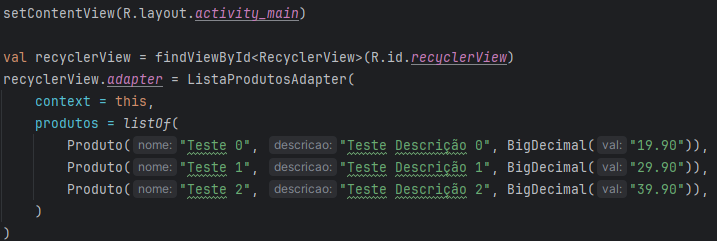 setContentView(R.layout.activity_main)
val recyclerView = findViewById<RecyclerView>(R.id.recyclerView)
recyclerView.adapter = ListaProdutosAdapter(
context = this,
produtos = listOf(
Produto( nome: "Teste 0", descricao: "Teste Descrição 0", BigDecimal( val: "19.90")),
Produto( nome: "Teste 1", descricao: "Teste Descrição 1", BigDecimal( val: "29.90")),
Produto( nome: "Teste 2", descricao: "Teste Descrição 2", BigDecimal( val: "39.90")),
)
)